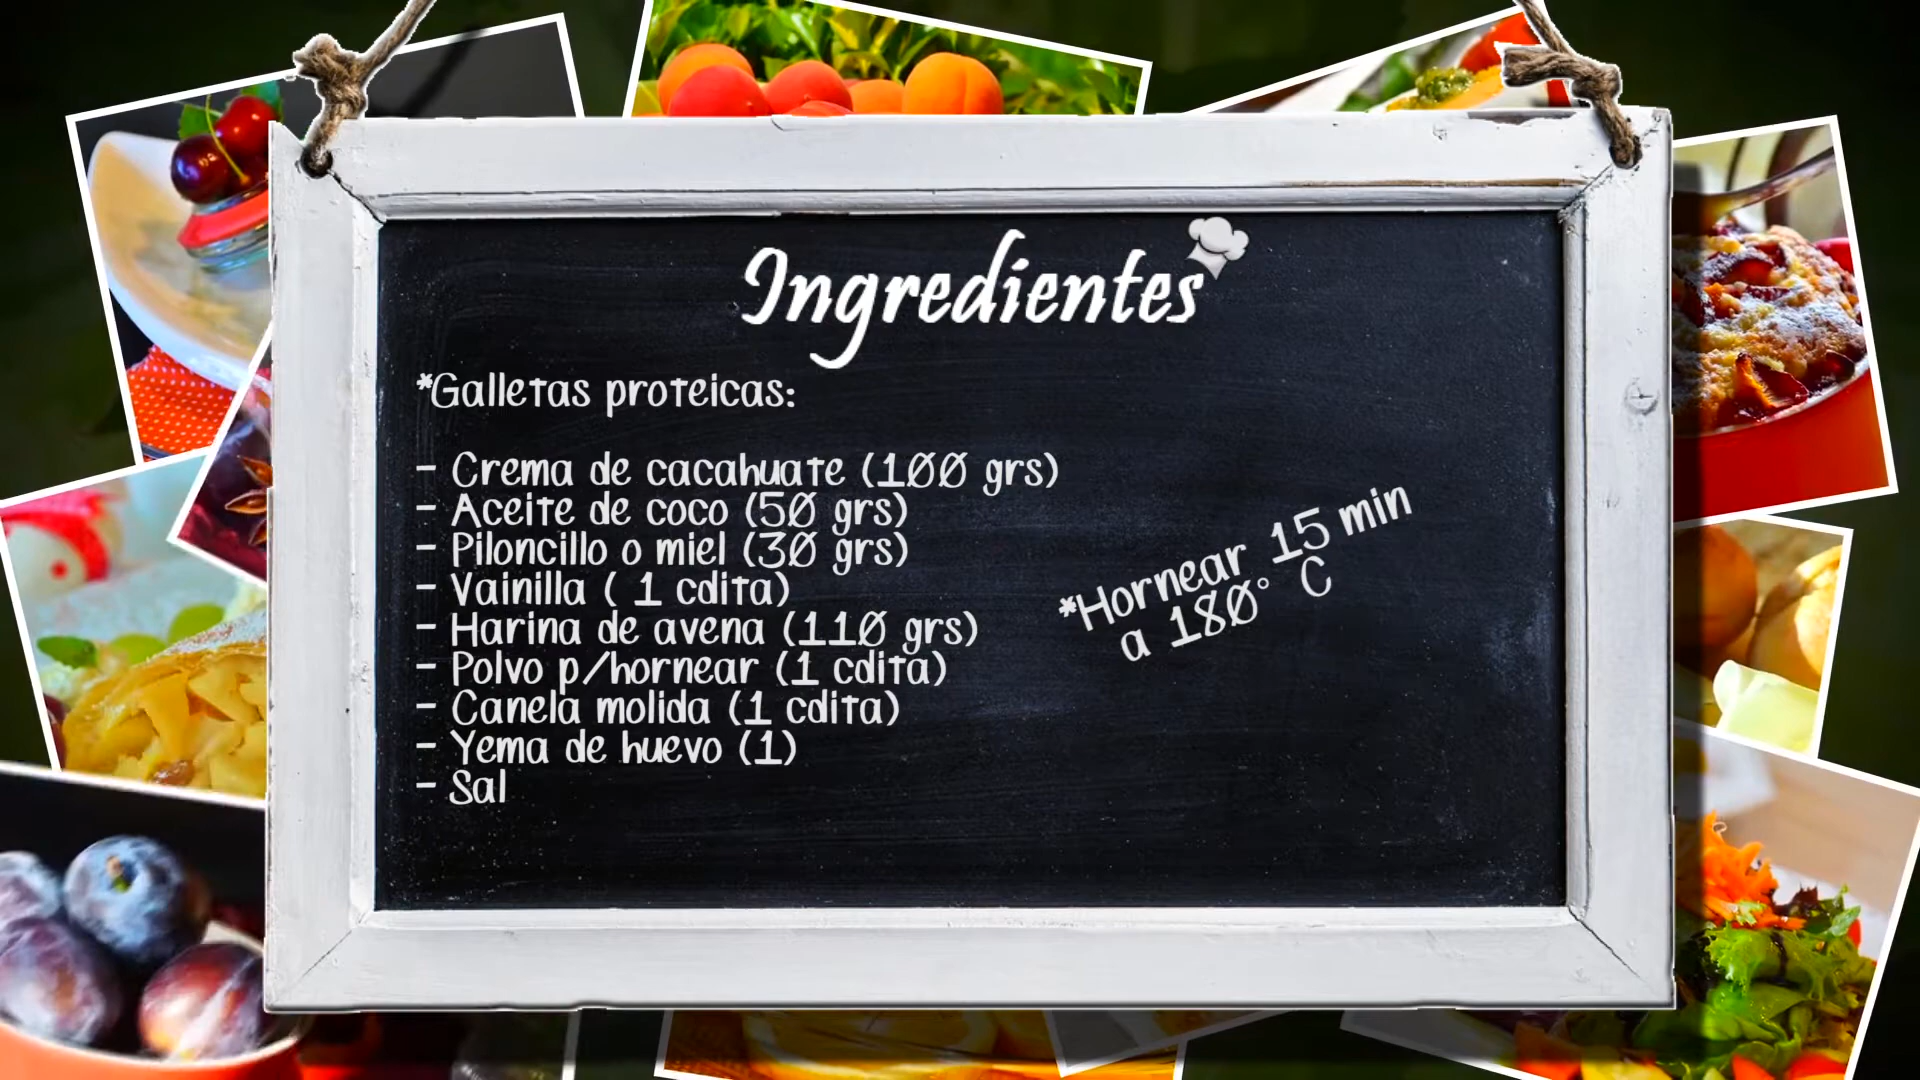 Ingredientes
*Galletas proteicas:
- Crema de cacahuate (100 grs)
- Aceite de coco (50 grs)
- Piloncillo o miel (30 grs)
- Vainilla ( 1 cdita)
- Harina de avena (110 grs)
- Polvo p/hornear (1 cdita)
- Canela molida (1 cdita)
- Yema de huevo (1)
- Sal
*Hornear 15 min
a 180° C